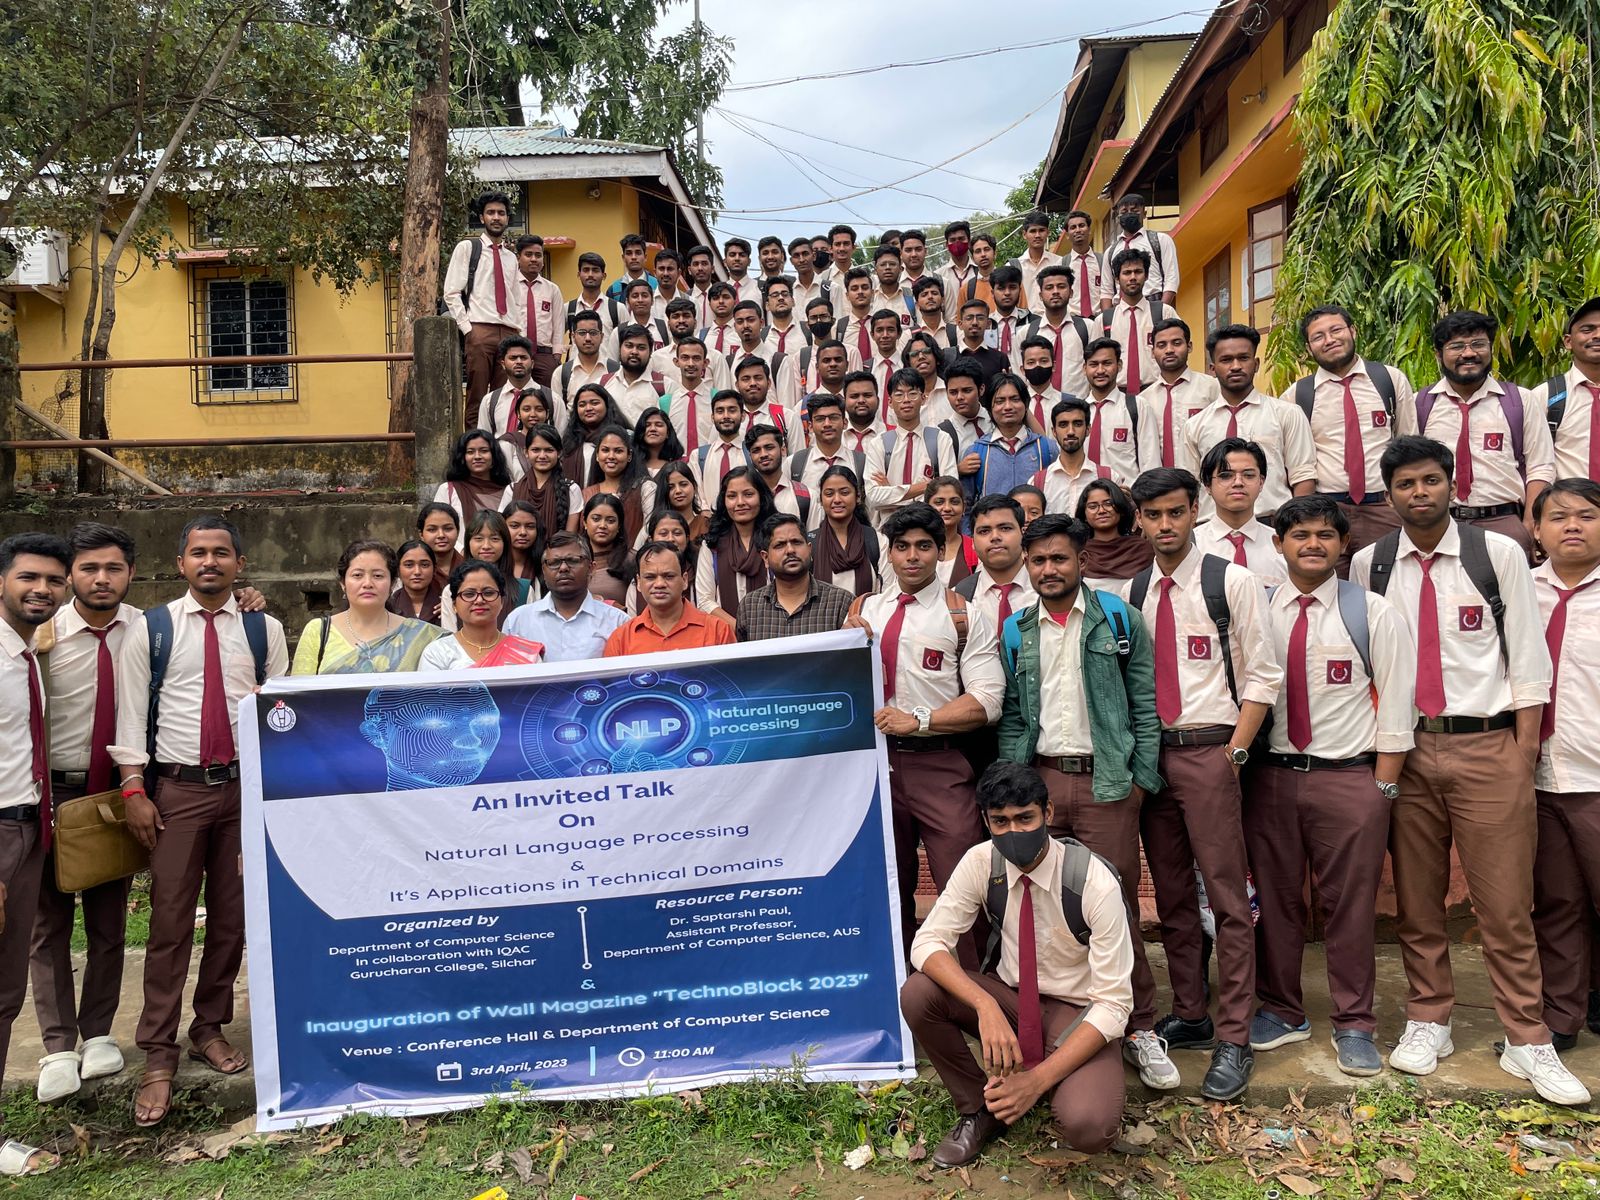 NLP
Natural language
processing
</>
An Invited Talk
On
Natural Language Processing
&
It's Applications in Technical Domains
Organized by
Department of Computer Science
In collaboration with IQAC
Gurucharan College, Silchar
Resource Person:
Dr. Saptarshi Paul,
Assistant Professor,
Department of Computer Science, AUS
&
Inauguration of Wall Magazine "TechnoBlock 2023"
Venue : Conference Hall & Department of Computer Science
3rd April, 2023
11:00 AM